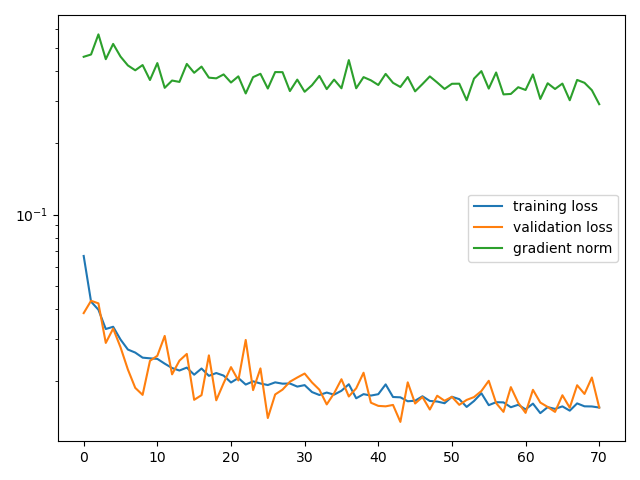 10⁻¹
training loss
validation loss
gradient norm
0 10 20 30 40 50 60 70